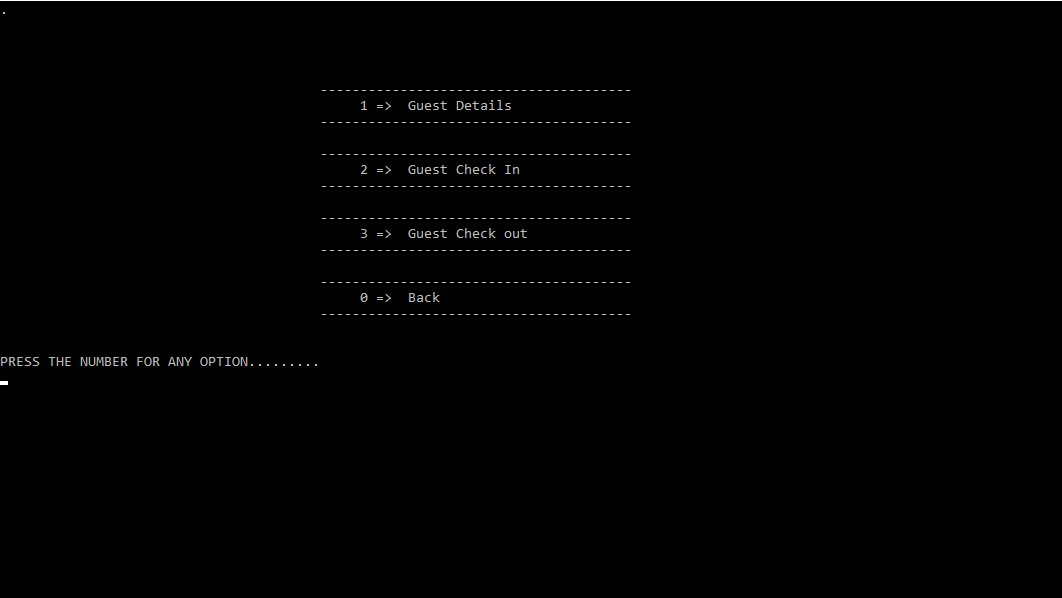 .
---------------------------------------
1 => Guest Details
---------------------------------------
---------------------------------------
2 => Guest Check In
---------------------------------------
---------------------------------------
3 => Guest Check out
---------------------------------------
---------------------------------------
0 => Back
---------------------------------------
PRESS THE NUMBER FOR ANY OPTION.........